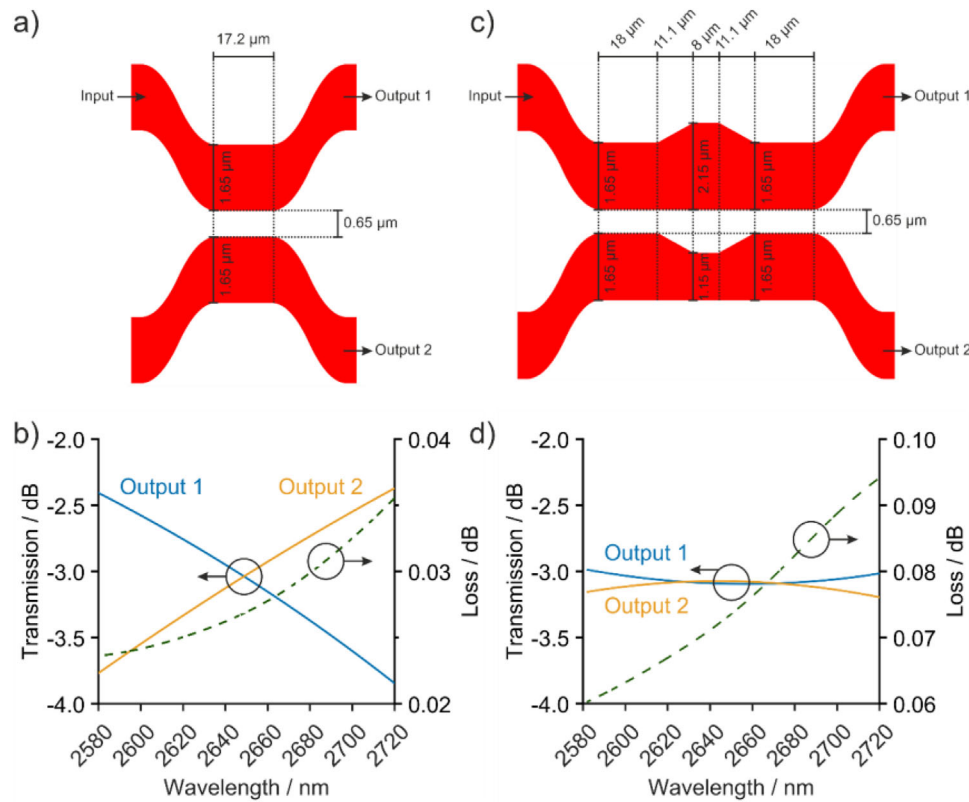 a)
17.2 µm
Input
Output 1
1.65 µm
0.65 µm
1.65 µm
Output 2
c)
18 µm
11.1 µm
8 µm
11.1 µm
18 µm
Input
Output 1
1.65 µm
2.15 µm
1.65 µm
0.65 µm
1.65 µm
1.15 µm
1.65 µm
Output 2
b)
-2.0
-2.5
-3.0
-3.5
-4.0
Transmission / dB
Output 1
Output 2
0.04
0.03
0.02
Loss / dB
2580
2600
2620
2640
2660
2680
2700
2720
Wavelength / nm
d)
-2.0
-2.5
-3.0
-3.5
-4.0
Transmission / dB
Output 1
Output 2
0.10
0.09
0.08
0.07
0.06
Loss / dB
2580
2600
2620
2640
2660
2680
2700
2720
Wavelength / nm